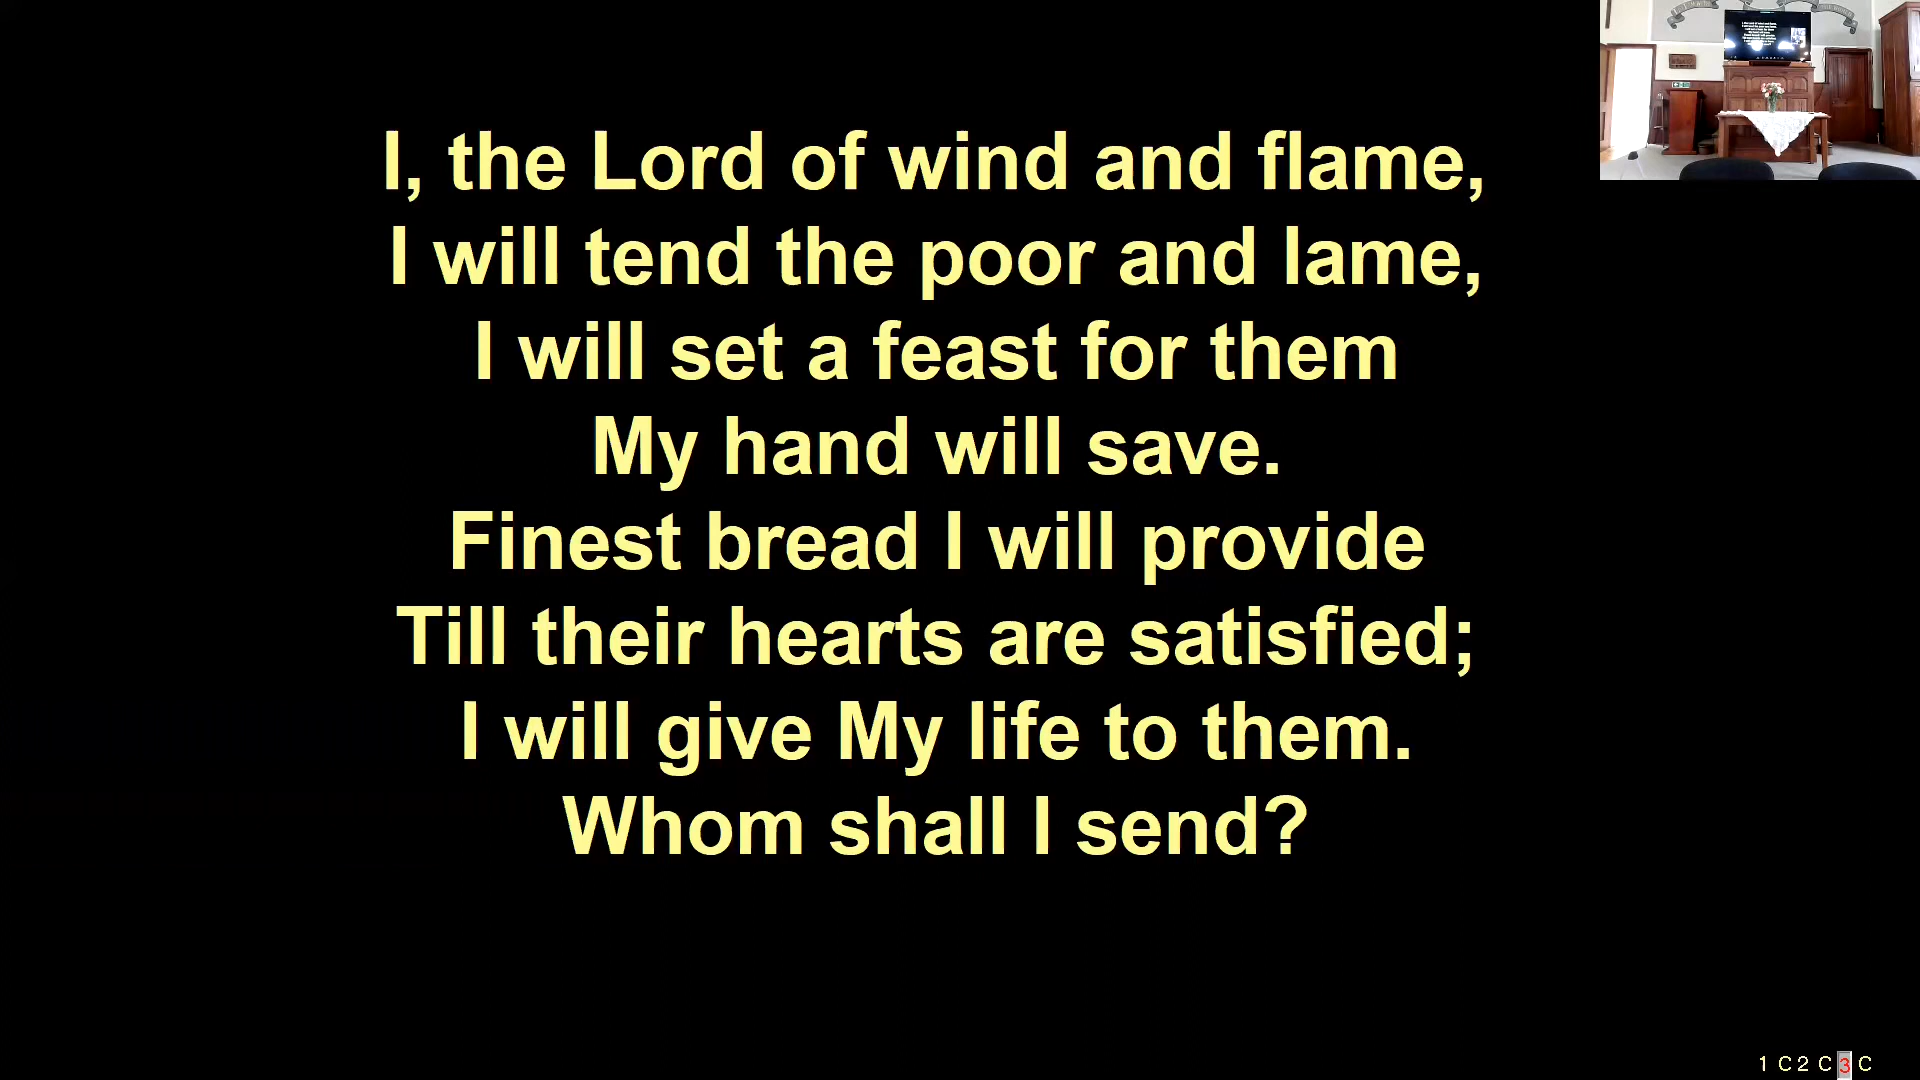 I, the Lord of wind and flame,
I will tend the poor and lame,
I will set a feast for them
My hand will save.
Finest bread I will provide
Till their hearts are satisfied;
I will give My life to them.
Whom shall I send?
1 C 2 C 3 C